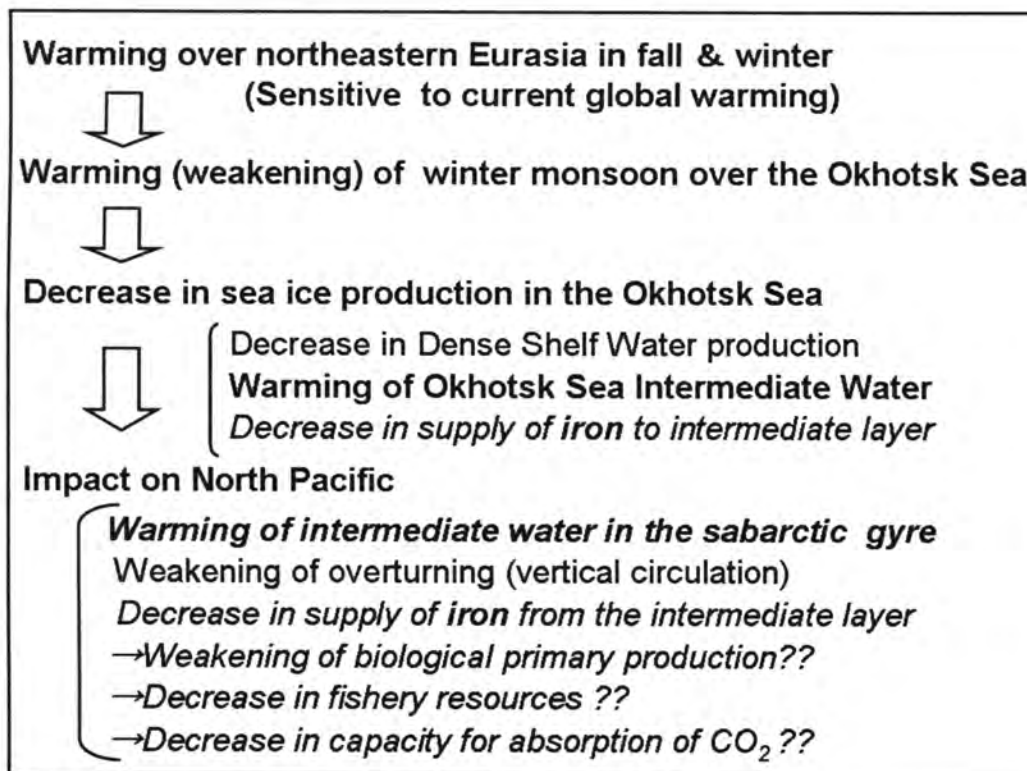 Warming over northeastern Eurasia in fall & winter
(Sensitive to current global warming)
Warming (weakening) of winter monsoon over the Okhotsk Sea
Decrease in sea ice production in the Okhotsk Sea
Decrease in Dense Shelf Water production
Warming of Okhotsk Sea Intermediate Water
Decrease in supply of iron to intermediate layer
Impact on North Pacific
Warming of intermediate water in the sabarctic gyre
Weakening of overturning (vertical circulation)
Decrease in supply of iron from the intermediate layer
→Weakening of biological primary production??
→Decrease in fishery resources ??
→Decrease in capacity for absorption of CO₂ ??